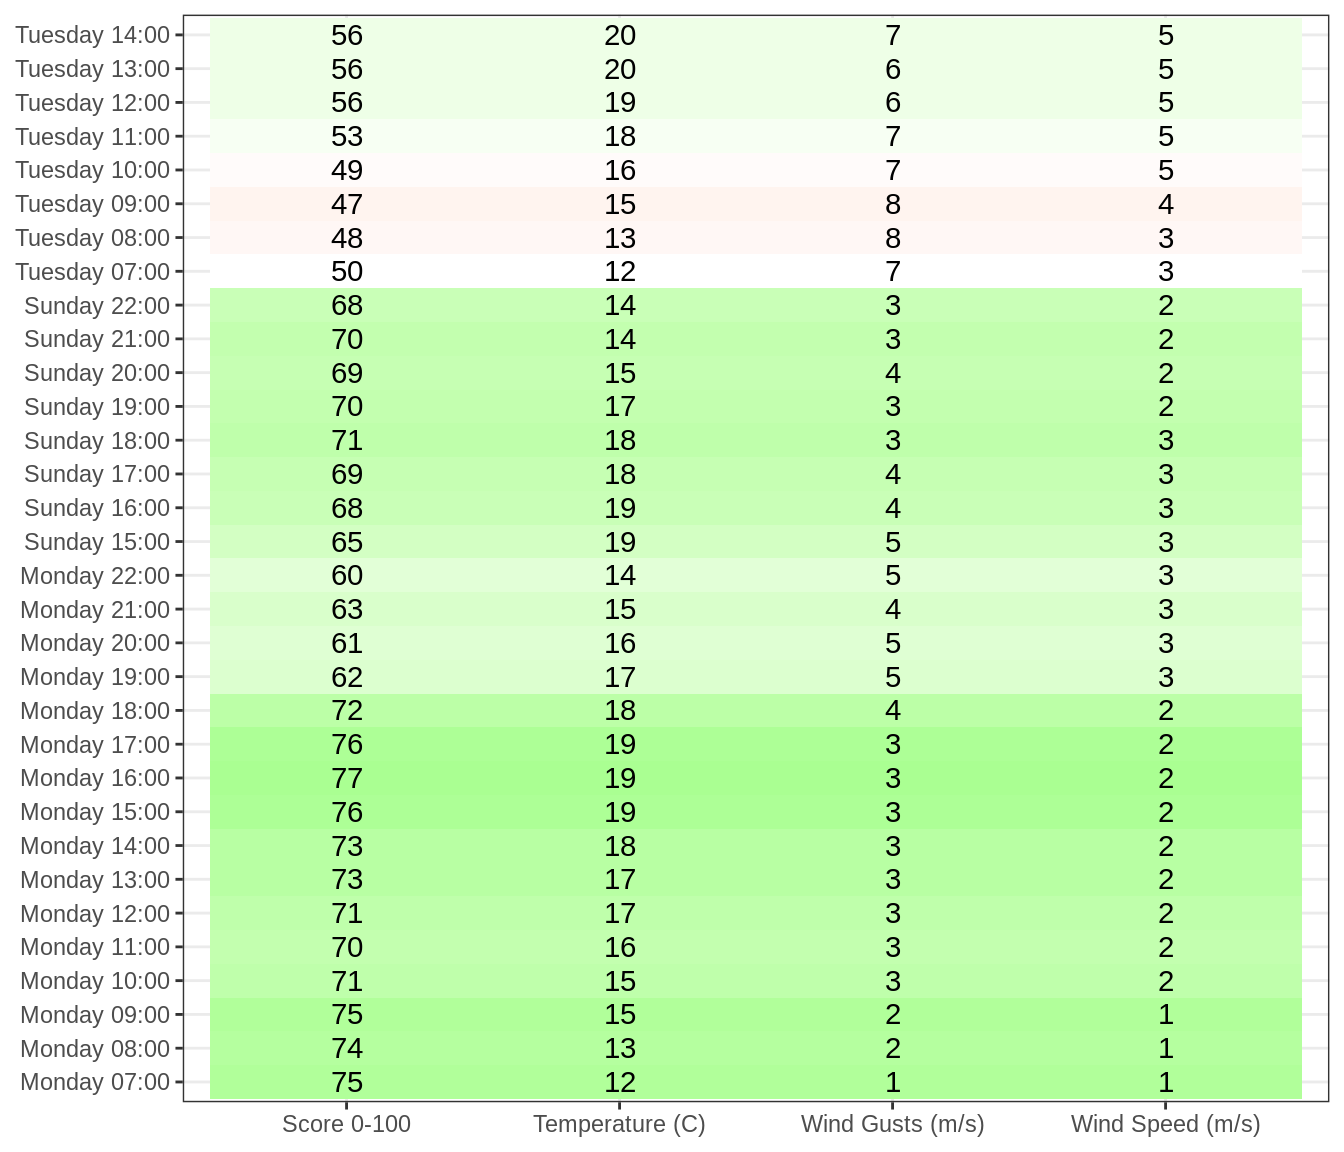 Tuesday 14:00 56 20 7 5
Tuesday 13:00 56 20 6 5
Tuesday 12:00 56 19 6 5
Tuesday 11:00 53 18 7 5
Tuesday 10:00 49 16 7 5
Tuesday 09:00 47 15 8 4
Tuesday 08:00 48 13 8 3
Tuesday 07:00 50 12 7 3
Sunday 22:00 68 14 3 2
Sunday 21:00 70 14 3 2
Sunday 20:00 69 15 4 2
Sunday 19:00 70 17 3 2
Sunday 18:00 71 18 3 3
Sunday 17:00 69 18 4 3
Sunday 16:00 68 19 4 3
Sunday 15:00 65 19 5 3
Monday 22:00 60 14 5 3
Monday 21:00 63 15 4 3
Monday 20:00 61 16 5 3
Monday 19:00 62 17 5 3
Monday 18:00 72 18 4 2
Monday 17:00 76 19 3 2
Monday 16:00 77 19 3 2
Monday 15:00 76 19 3 2
Monday 14:00 73 18 3 2
Monday 13:00 73 17 3 2
Monday 12:00 71 17 3 2
Monday 11:00 70 16 3 2
Monday 10:00 71 15 3 2
Monday 09:00 75 15 2 1
Monday 08:00 74 13 2 1
Monday 07:00 75 12 1 1
Score 0-100 Temperature (C) Wind Gusts (m/s) Wind Speed (m/s)